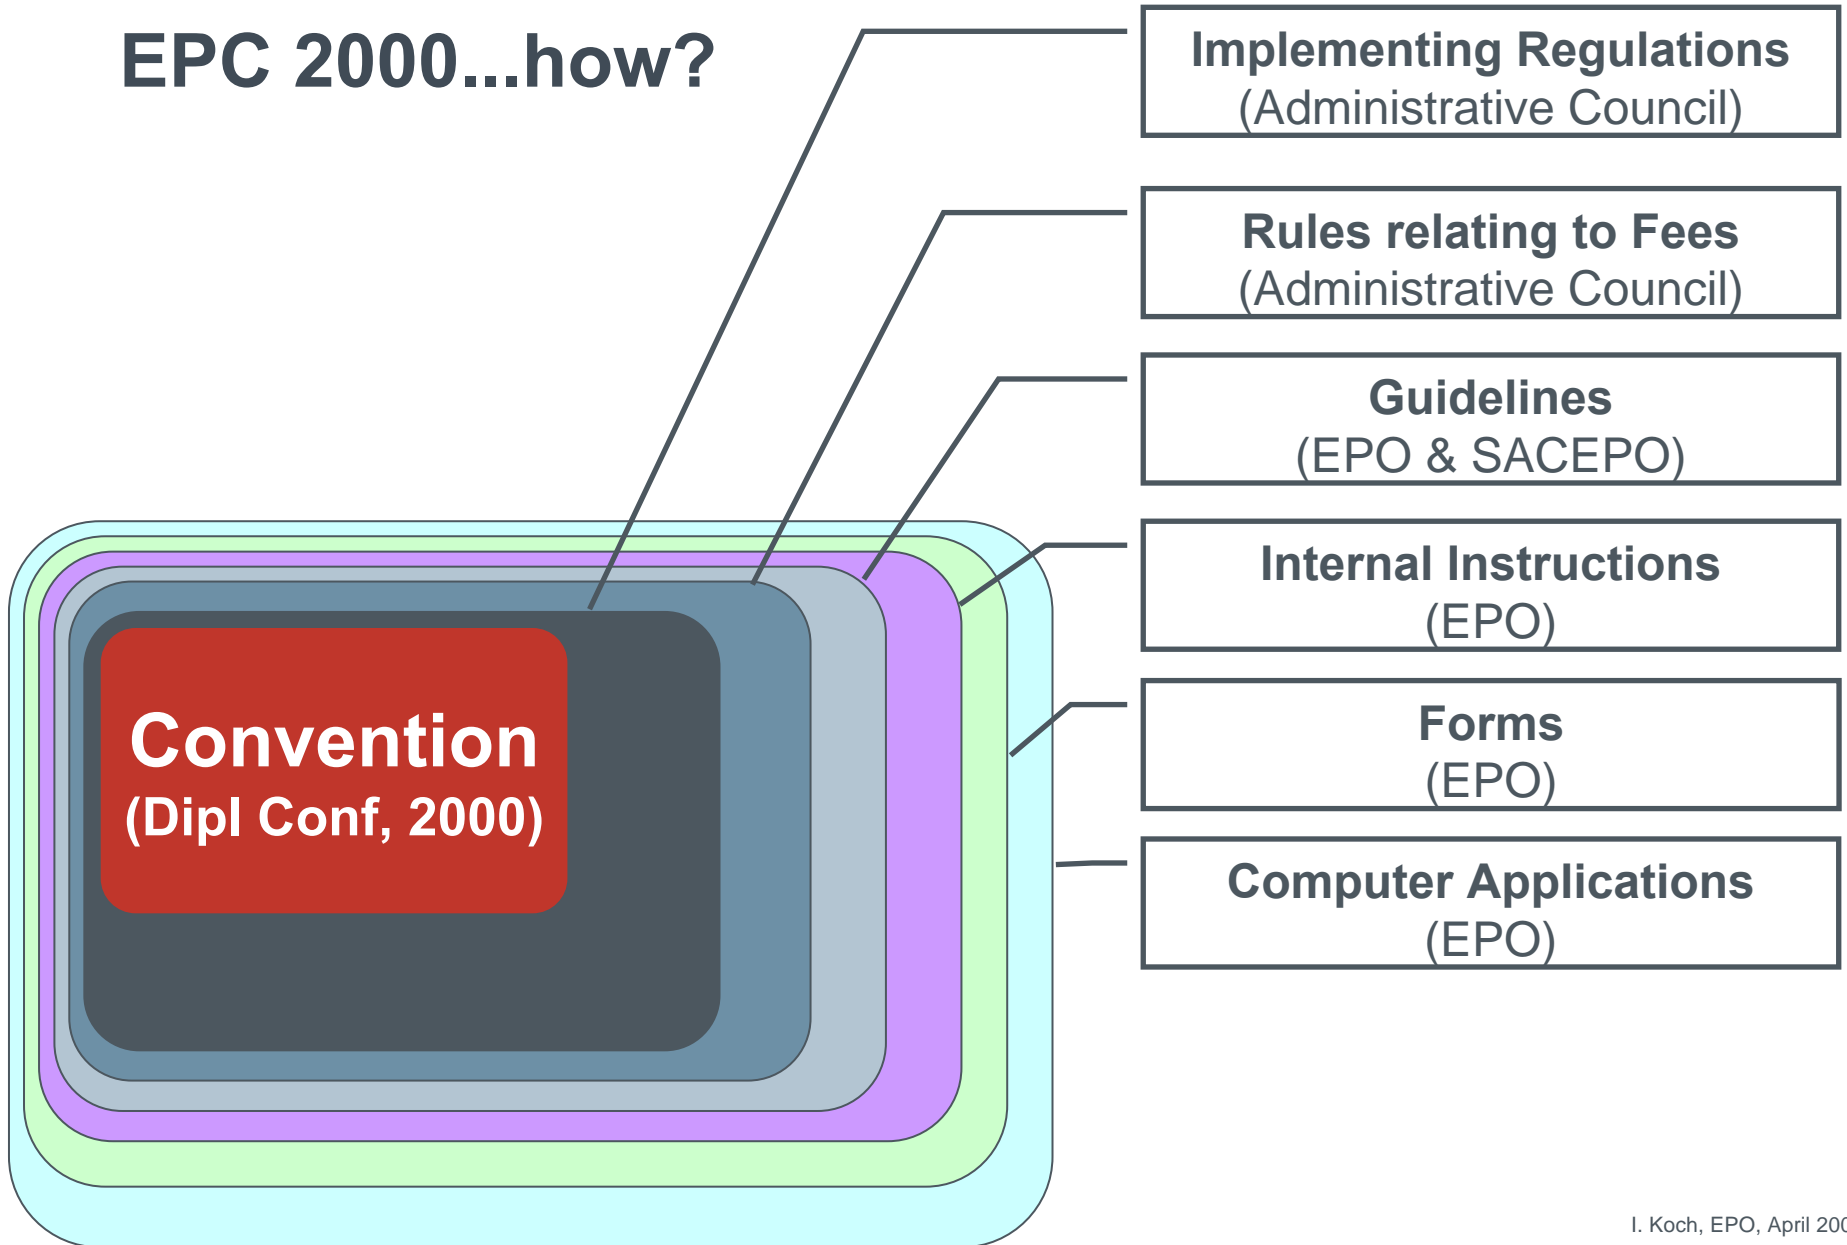 EPC 2000...how?
Implementing Regulations
(Administrative Council)
Rules relating to Fees
(Administrative Council)
Guidelines
(EPO & SACEPO)
Internal Instructions
(EPO)
Forms
(EPO)
Computer Applications
(EPO)
Convention
(Dipl Conf, 2000)
I. Koch, EPO, April